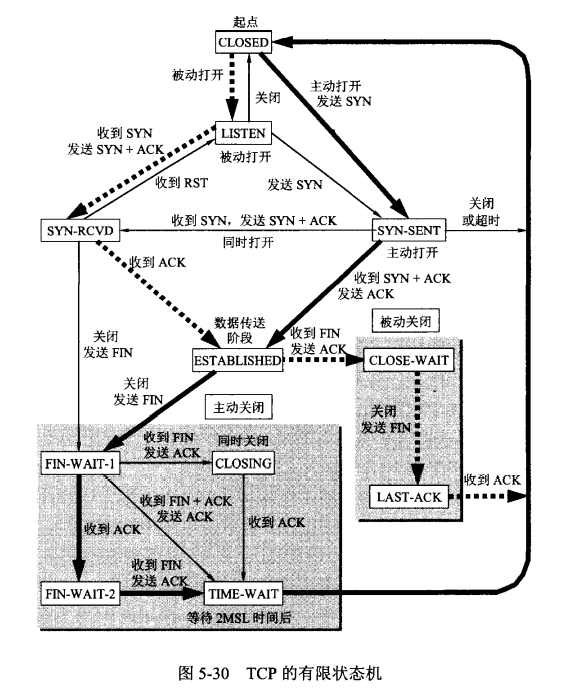 起点
CLOSED
被动打开
关闭
主动打开
发送 SYN
LISTEN
被动打开
收到 SYN
发送 SYN + ACK
收到 RST
发送 SYN
SYN-RCVD
收到 SYN，发送 SYN + ACK
同时打开
SYN-SENT
主动打开
关闭
或超时
收到 ACK
收到 SYN + ACK
发送 ACK
数据传送
阶段
ESTABLISHED
收到 FIN
发送 ACK
被动关闭
CLOSE-WAIT
关闭
发送 FIN
关闭
发送 FIN
主动关闭
关闭
发送 FIN
LAST-ACK
收到 ACK
FIN-WAIT-1
收到 FIN
发送 ACK
同时关闭
CLOSING
收到 FIN + ACK
发送 ACK
收到 ACK
收到 ACK
FIN-WAIT-2
收到 FIN
发送 ACK
TIME-WAIT
等待 2MSL 时间后
图 5-30 TCP 的有限状态机